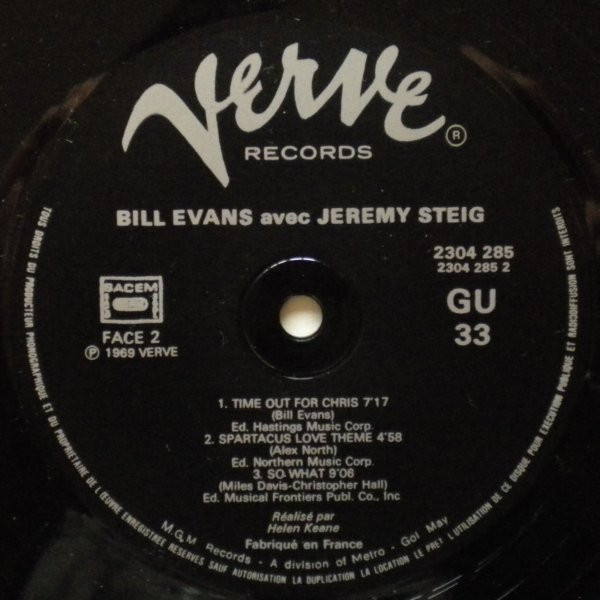 Verve ®
RECORDS
BILL EVANS avec JEREMY STEIG
2304 285
2304 285 2
SACEM
GU
33
FACE 2
℗ 1969 VERVE
1. TIME OUT FOR CHRIS 7'17
(Bill Evans)
Ed. Hastings Music Corp.
2. SPARTACUS LOVE THEME 4'58
(Alex North)
Ed. Northern Music Corp.
3. SO WHAT 9'06
(Miles Davis-Christopher Hall)
Ed. Musical Frontiers Publ. Co., Inc
Réalisé par
Helen Keane
Fabriqué en France
M.G.M Records - A division of Metro - Gol May
TOUS DROITS DU PRODUCTEUR PHONOGRAPHIQUE ET DU PROPRIETAIRE DE L'ŒUVRE ENREGISTREE RESERVES SAUF AUTORISATION LA DUPLICATION LA LOCATION LE PRET L'UTILISATION DE CE DISQUE POUR EXECUTION PUBLIQUE ET RADIODIFFUSION SONT INTERDITS